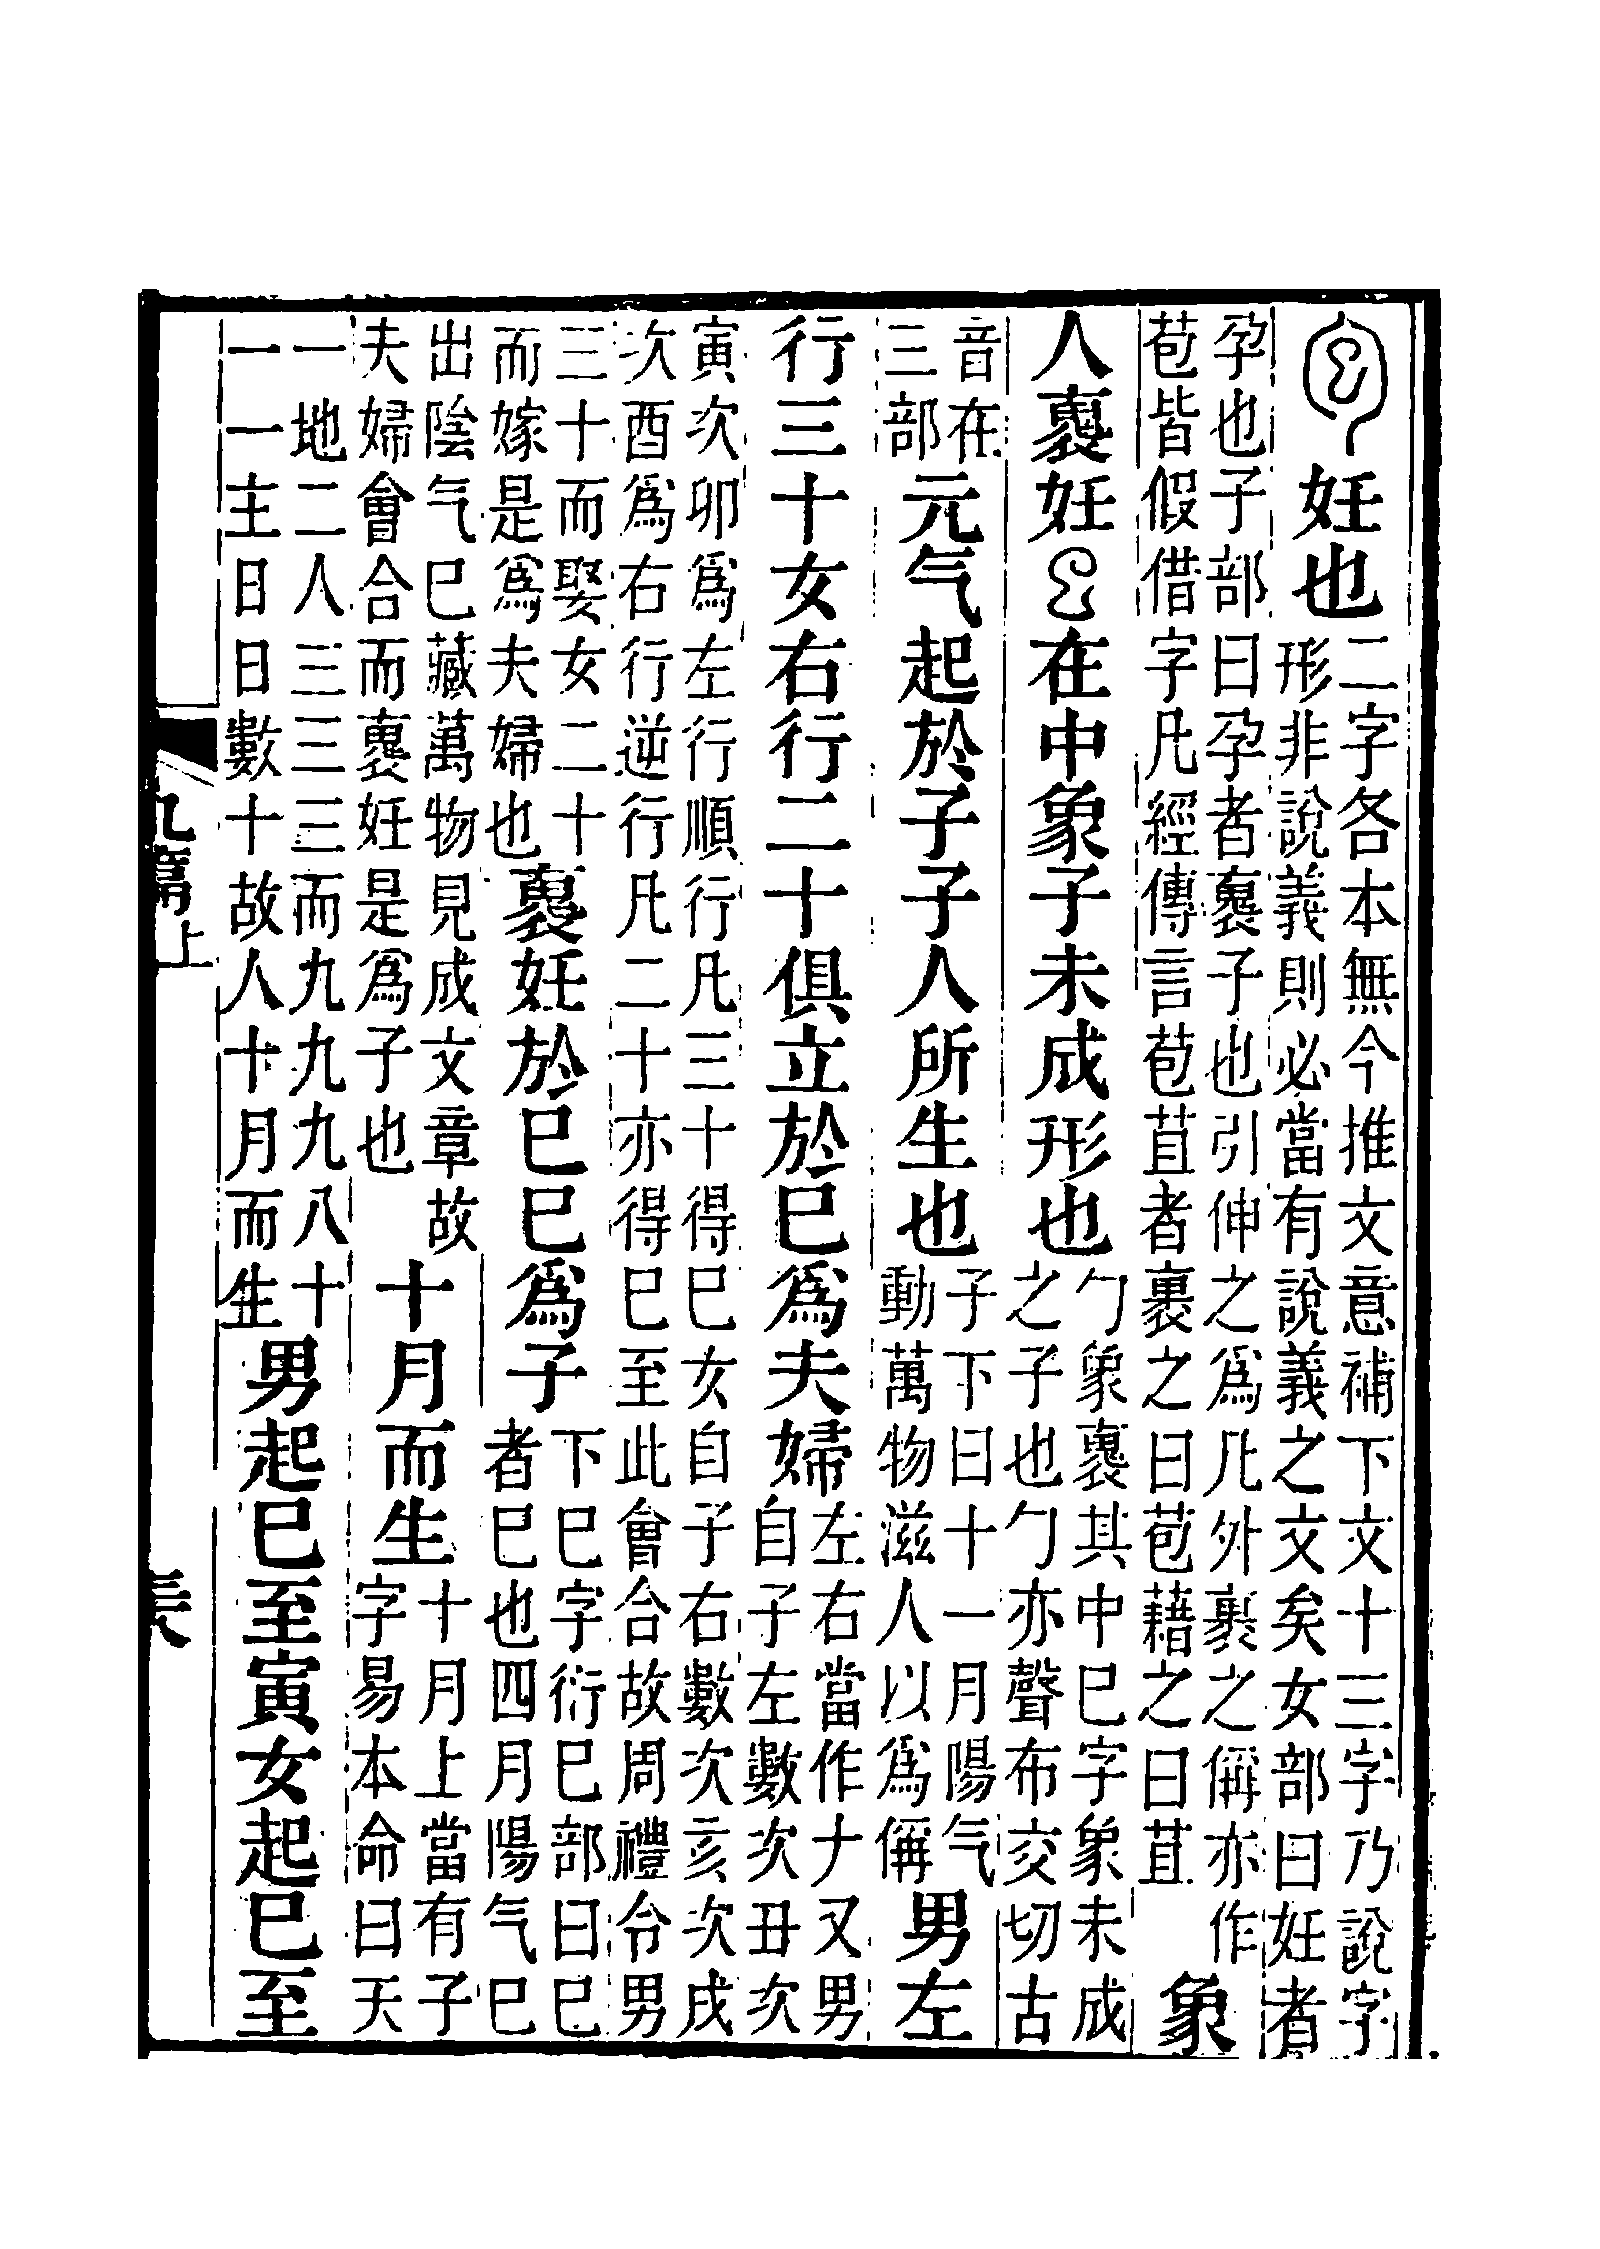 妊也
二字各本無今推文意補下文十三字乃說字
形非說義則必當有說義之文矣女部曰妊者
孕也子部曰孕者褱子也引伸之爲凡外裹之偁亦作
苞皆假借字凡經傳言苞苴者裹之曰苞藉之曰苴
象
人褱妊巳在中象子未成形也
勹象褱其中巳字象未成
之子也勹亦聲布交切古
音在
三部
元气起於子子人所生也
子下曰十一月陽气
動萬物滋人以爲偁
男左
行三十女右行二十俱立於巳爲夫婦
左右當作𠂇又男
自子左數次丑次
寅次卯爲左行順行凡三十得巳女自子右數次亥次戌
次酉爲右行逆行凡二十亦得巳至此會合故周禮令男
三十而娶女二十
而嫁是爲夫婦也
褱妊於巳巳爲子
下巳字衍巳部曰巳
者巳也四月陽气巳
出陰气巳藏萬物見成文章故
夫婦會合而褱妊是爲子也
十月而生
十月上當有子
字易本命曰天
一地二人三三三而九九九八十
一一主日日數十故人十月而生
男起巳至寅女起巳至
九篇上